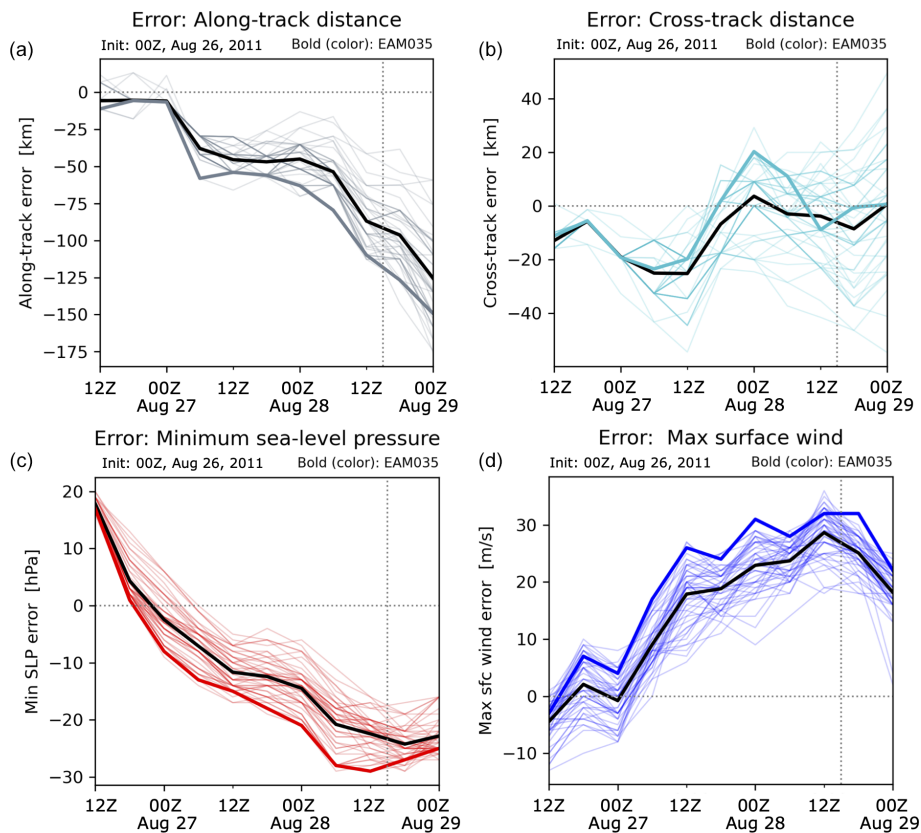 Error: Along-track distance
(a)
Init: 00Z, Aug 26, 2011
Bold (color): EAM035
0
−25
−50
−75
−100
−125
−150
−175
Along-track error [km]
12Z
00Z
Aug 27
12Z
00Z
Aug 28
12Z
00Z
Aug 29
Error: Cross-track distance
(b)
Init: 00Z, Aug 26, 2011
Bold (color): EAM035
40
20
0
−20
−40
Cross-track error [km]
12Z
00Z
Aug 27
12Z
00Z
Aug 28
12Z
00Z
Aug 29
Error: Minimum sea-level pressure
(c)
Init: 00Z, Aug 26, 2011
Bold (color): EAM035
20
10
0
−10
−20
−30
Min SLP error [hPa]
12Z
00Z
Aug 27
12Z
00Z
Aug 28
12Z
00Z
Aug 29
Error: Max surface wind
(d)
Init: 00Z, Aug 26, 2011
Bold (color): EAM035
30
20
10
0
−10
Max sfc wind error [m/s]
12Z
00Z
Aug 27
12Z
00Z
Aug 28
12Z
00Z
Aug 29